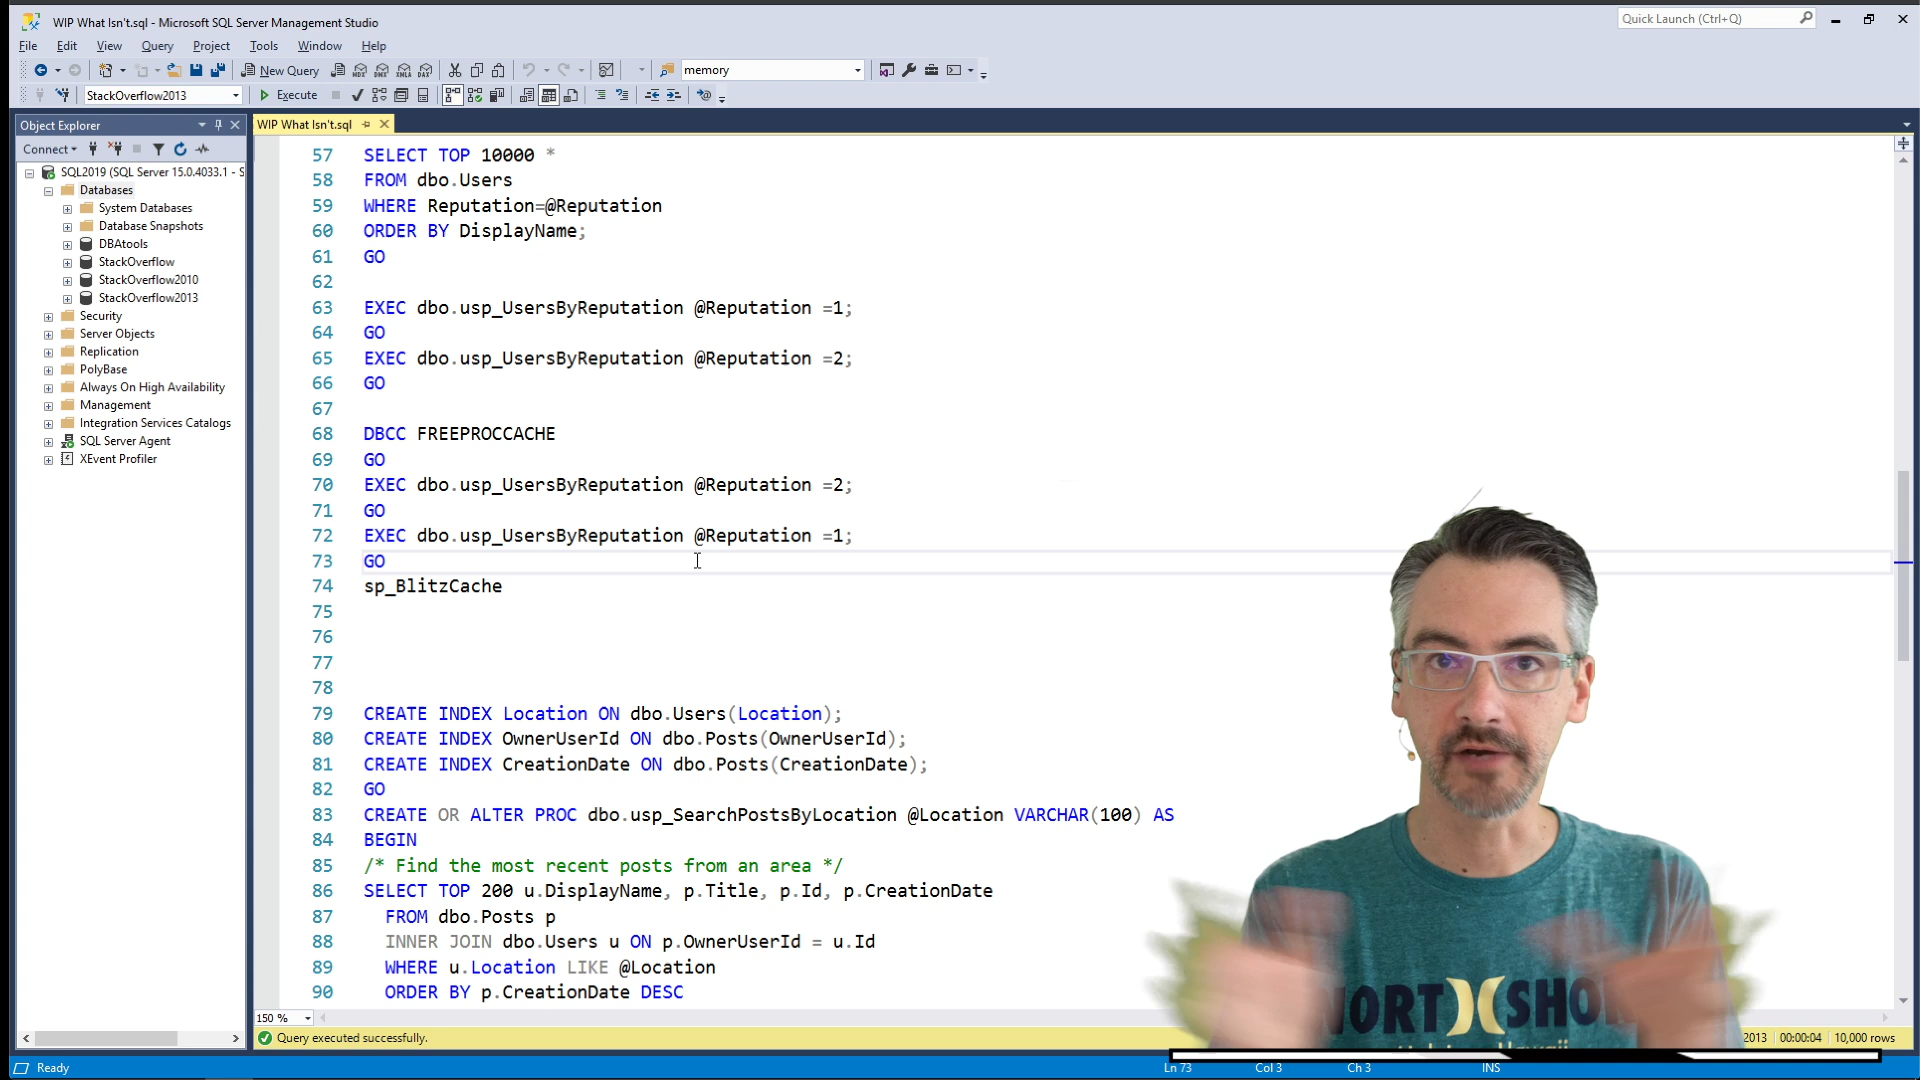 WIP What Isn't.sql - Microsoft SQL Server Management Studio
Quick Launch (Ctrl+Q)
File Edit View Query Project Tools Window Help
New Query
memory
StackOverflow2013
Execute
Object Explorer
WIP What Isn't.sql
Connect
SQL2019 (SQL Server 15.0.4033.1 - S
Databases
System Databases
Database Snapshots
DBAtools
StackOverflow
StackOverflow2010
StackOverflow2013
Security
Server Objects
Replication
PolyBase
Always On High Availability
Management
Integration Services Catalogs
SQL Server Agent
XEvent Profiler
57 SELECT TOP 10000 *
58 FROM dbo.Users
59 WHERE Reputation=@Reputation
60 ORDER BY DisplayName;
61 GO
62
63 EXEC dbo.usp_UsersByReputation @Reputation =1;
64 GO
65 EXEC dbo.usp_UsersByReputation @Reputation =2;
66 GO
67
68 DBCC FREEPROCCACHE
69 GO
70 EXEC dbo.usp_UsersByReputation @Reputation =2;
71 GO
72 EXEC dbo.usp_UsersByReputation @Reputation =1;
73 GO
74 sp_BlitzCache
75
76
77
78
79 CREATE INDEX Location ON dbo.Users(Location);
80 CREATE INDEX OwnerUserId ON dbo.Posts(OwnerUserId);
81 CREATE INDEX CreationDate ON dbo.Posts(CreationDate);
82 GO
83 CREATE OR ALTER PROC dbo.usp_SearchPostsByLocation @Location VARCHAR(100) AS
84 BEGIN
85 /* Find the most recent posts from an area */
86 SELECT TOP 200 u.DisplayName, p.Title, p.Id, p.CreationDate
87 FROM dbo.Posts p
88 INNER JOIN dbo.Users u ON p.OwnerUserId = u.Id
89 WHERE u.Location LIKE @Location
90 ORDER BY p.CreationDate DESC
150 %
Query executed successfully.
2013 00:00:04 10,000 rows
Ready
Ln 73 Col 3 Ch 3 INS